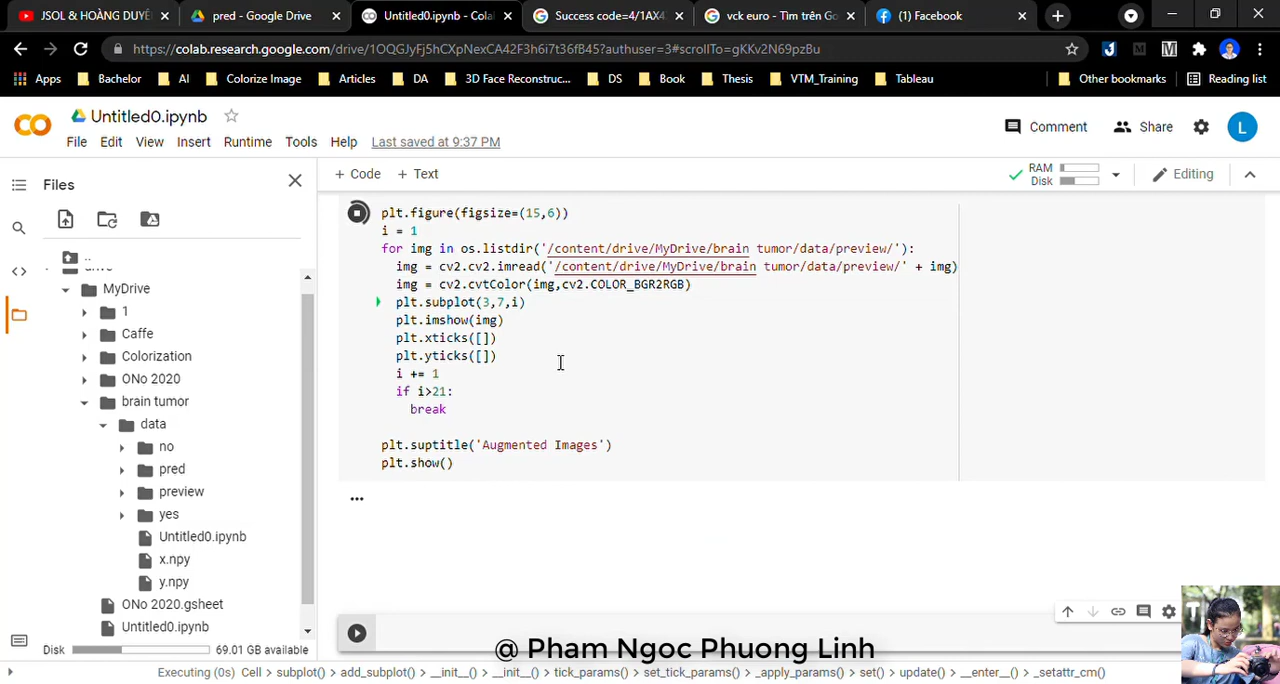 JSOL & HOÀNG DUYÊ
pred - Google Drive
Untitled0.ipynb - Cola
Success code=4/1AX4
vck euro - Tìm trên Go
(1) Facebook
https://colab.research.google.com/drive/1OQGJyFj5hCXpNexCA42F3h6i7t36fB45?authuser=3#scrollTo=gKKv2N69pzBu
Apps
Bachelor
AI
Colorize Image
Articles
DA
3D Face Reconstruc...
DS
Book
Thesis
VTM_Training
Tableau
Other bookmarks
Reading list
Untitled0.ipynb
File Edit View Insert Runtime Tools Help Last saved at 9:37 PM
Comment
Share
L
Files
+ Code + Text
RAM
Disk
Editing
..
drive
MyDrive
1
Caffe
Colorization
ONo 2020
brain tumor
data
no
pred
preview
yes
Untitled0.ipynb
x.npy
y.npy
ONo 2020.gsheet
Untitled0.ipynb
Disk 69.01 GB available
plt.figure(figsize=(15,6))
i = 1
for img in os.listdir('/content/drive/MyDrive/brain tumor/data/preview/'):
img = cv2.cv2.imread('/content/drive/MyDrive/brain tumor/data/preview/' + img)
img = cv2.cvtColor(img,cv2.COLOR_BGR2RGB)
plt.subplot(3,7,i)
plt.imshow(img)
plt.xticks([])
plt.yticks([])
i += 1
if i>21:
break
plt.suptitle('Augmented Images')
plt.show()
@ Pham Ngoc Phuong Linh
Executing (0s) Cell > subplot() > add_subplot() > __init__() > __init__() > tick_params() > set_tick_params() > _apply_params() > set() > update() > __enter__() > _setattr_cm()